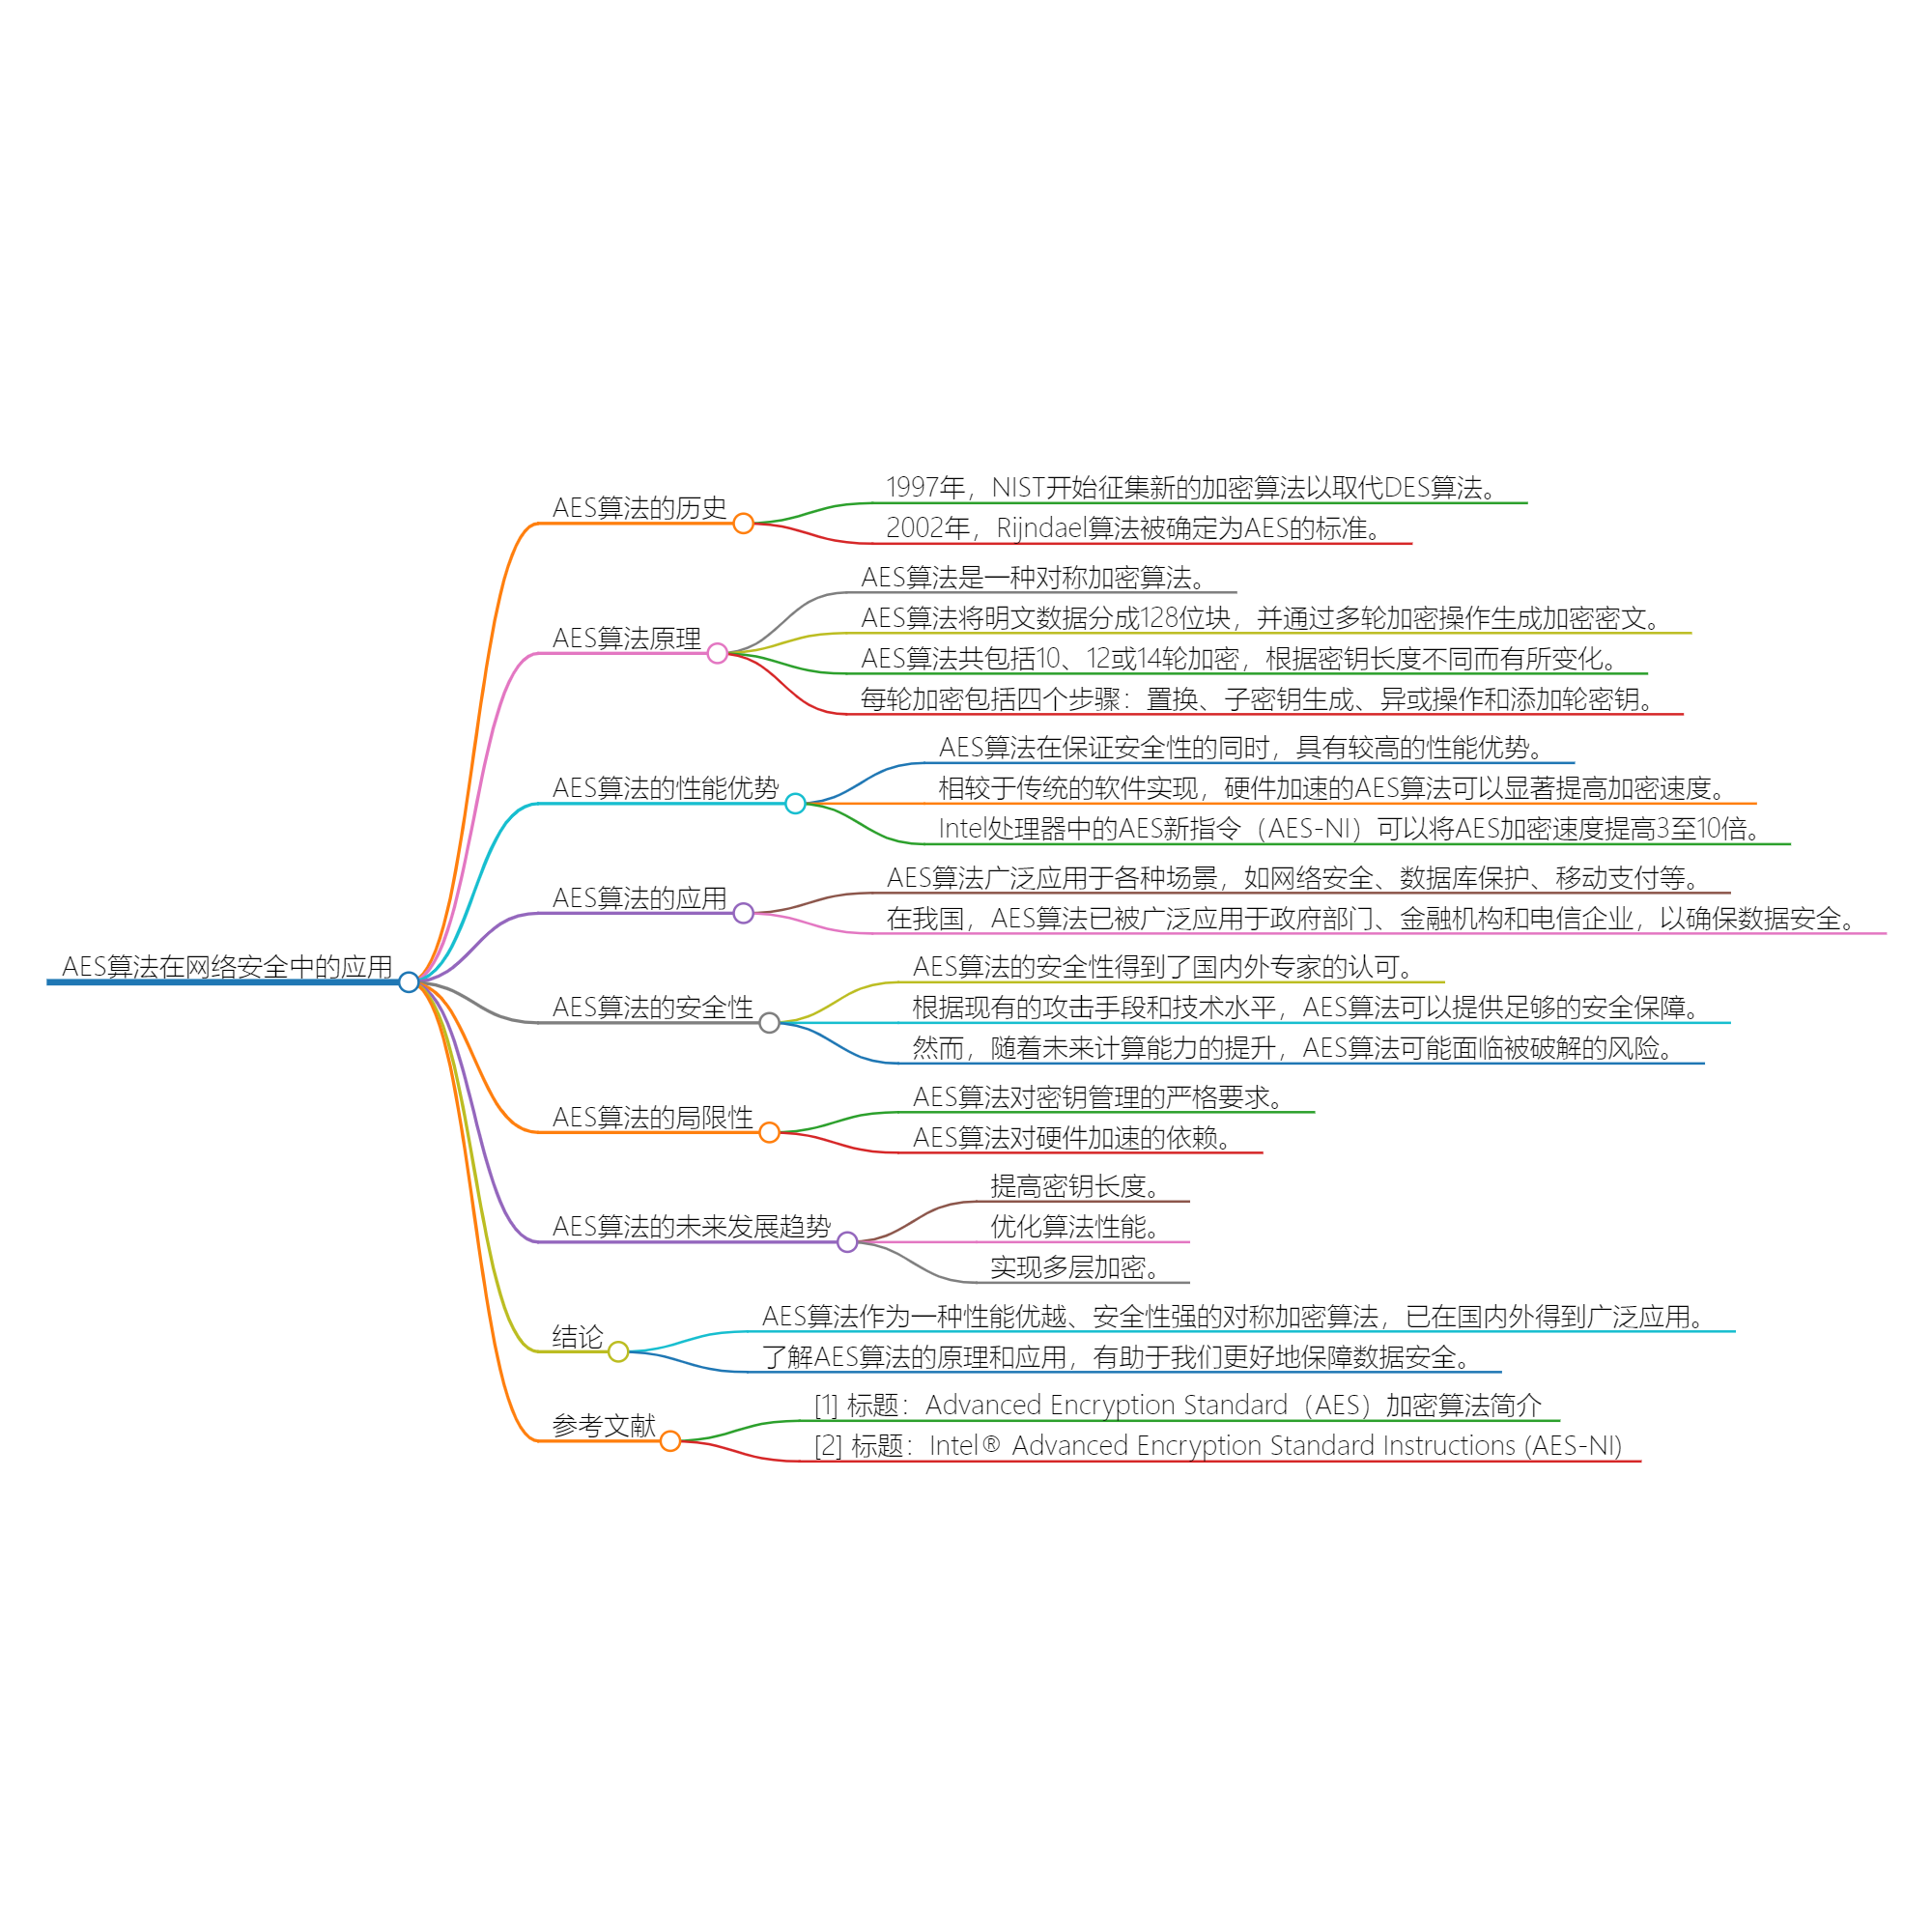 AES算法在网络安全中的应用
AES算法的历史
1997年，NIST开始征集新的加密算法以取代DES算法。
2002年，Rijndael算法被确定为AES的标准。
AES算法原理
AES算法是一种对称加密算法。
AES算法将明文数据分成128位块，并通过多轮加密操作生成加密密文。
AES算法共包括10、12或14轮加密，根据密钥长度不同而有所变化。
每轮加密包括四个步骤：置换、子密钥生成、异或操作和添加轮密钥。
AES算法的性能优势
AES算法在保证安全性的同时，具有较高的性能优势。
相较于传统的软件实现，硬件加速的AES算法可以显著提高加密速度。
Intel处理器中的AES新指令（AES-NI）可以将AES加密速度提高3至10倍。
AES算法的应用
AES算法广泛应用于各种场景，如网络安全、数据库保护、移动支付等。
在我国，AES算法已被广泛应用于政府部门、金融机构和电信企业，以确保数据安全。
AES算法的安全性
AES算法的安全性得到了国内外专家的认可。
根据现有的攻击手段和技术水平，AES算法可以提供足够的安全保障。
然而，随着未来计算能力的提升，AES算法可能面临被破解的风险。
AES算法的局限性
AES算法对密钥管理的严格要求。
AES算法对硬件加速的依赖。
AES算法的未来发展趋势
提高密钥长度。
优化算法性能。
实现多层加密。
结论
AES算法作为一种性能优越、安全性强的对称加密算法，已在国内外得到广泛应用。
了解AES算法的原理和应用，有助于我们更好地保障数据安全。
参考文献
[1] 标题：Advanced Encryption Standard（AES）加密算法简介
[2] 标题：Intel® Advanced Encryption Standard Instructions (AES-NI)